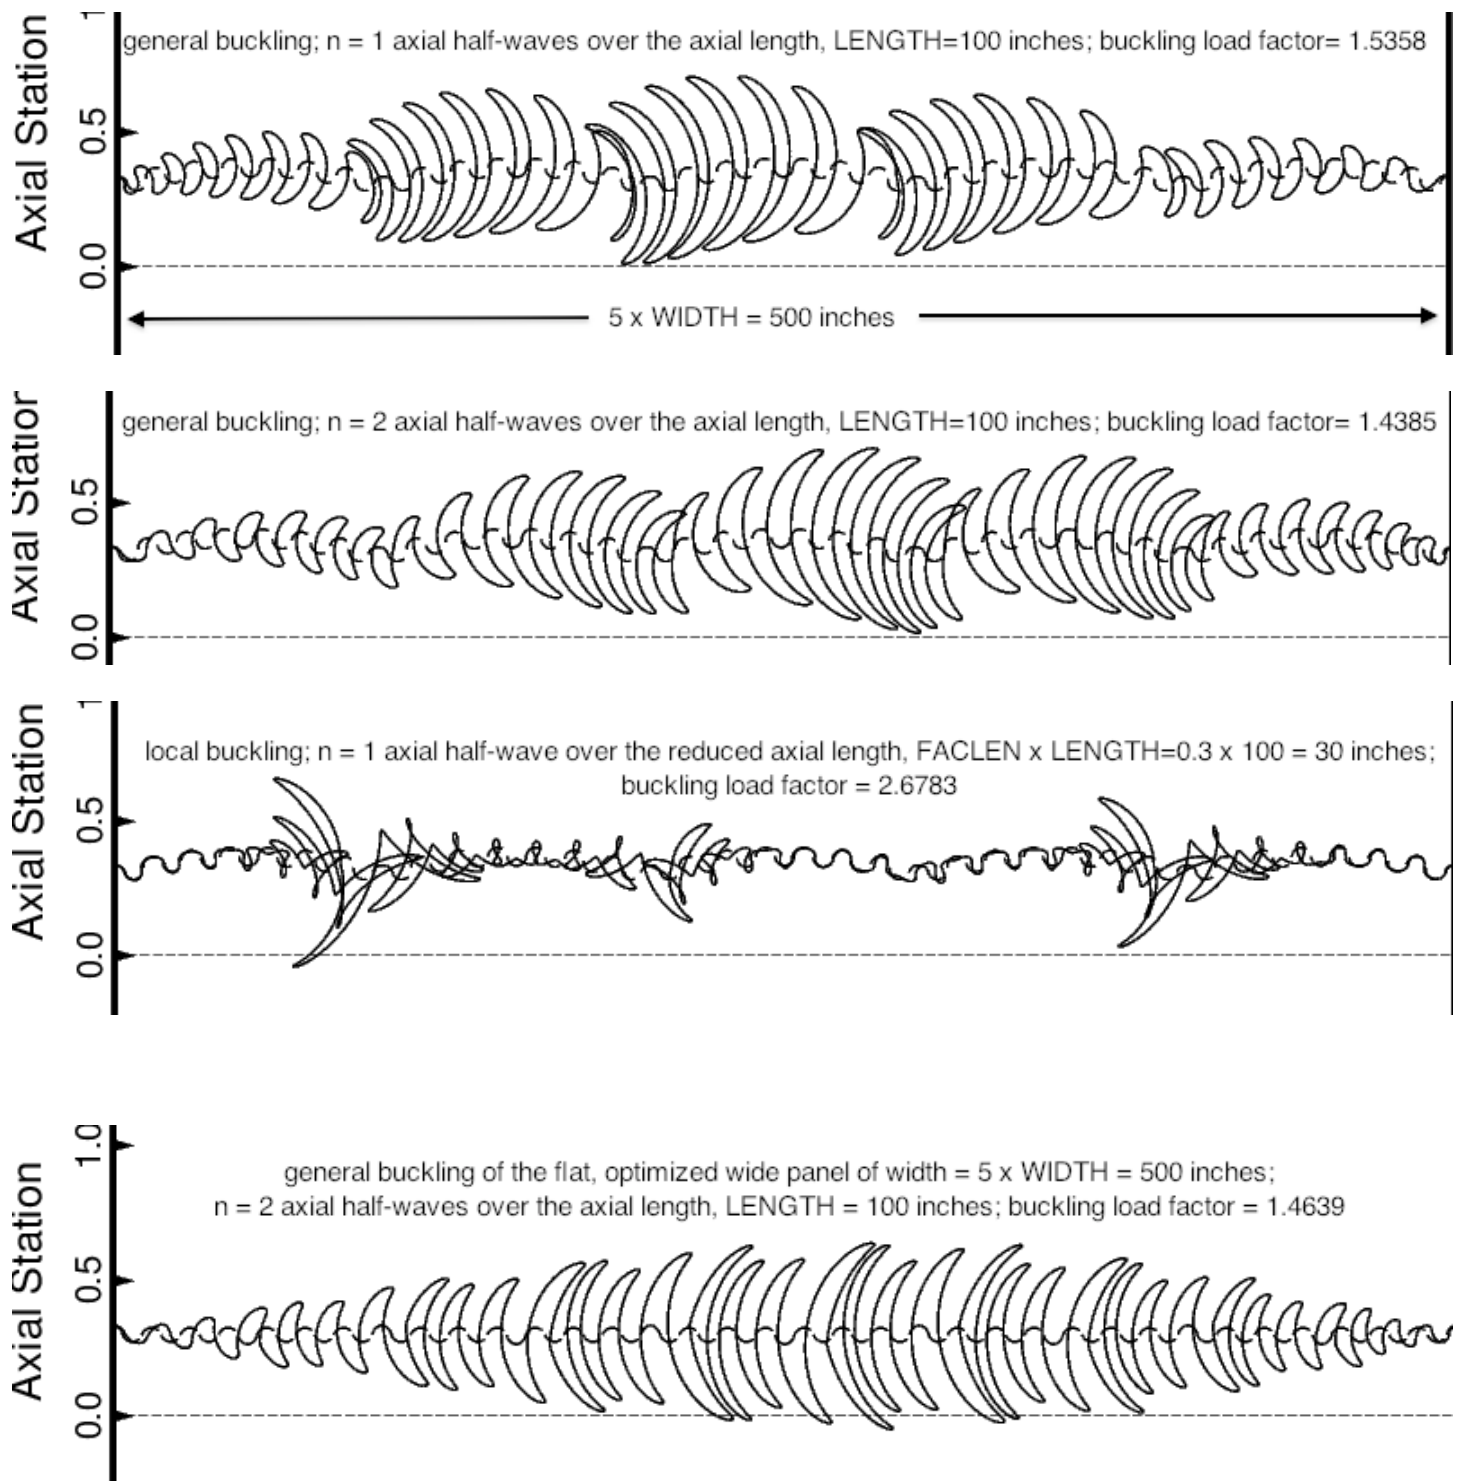 1
general buckling; n = 1 axial half-waves over the axial length, LENGTH=100 inches; buckling load factor= 1.5358
Axial Station
0.5
0.0
5 x WIDTH = 500 inches
general buckling; n = 2 axial half-waves over the axial length, LENGTH=100 inches; buckling load factor= 1.4385
Axial Station
0.5
0.0
1
local buckling; n = 1 axial half-wave over the reduced axial length, FACLEN x LENGTH=0.3 x 100 = 30 inches;
buckling load factor = 2.6783
Axial Station
0.5
0.0
1.0
general buckling of the flat, optimized wide panel of width = 5 x WIDTH = 500 inches;
n = 2 axial half-waves over the axial length, LENGTH = 100 inches; buckling load factor = 1.4639
Axial Station
0.5
0.0